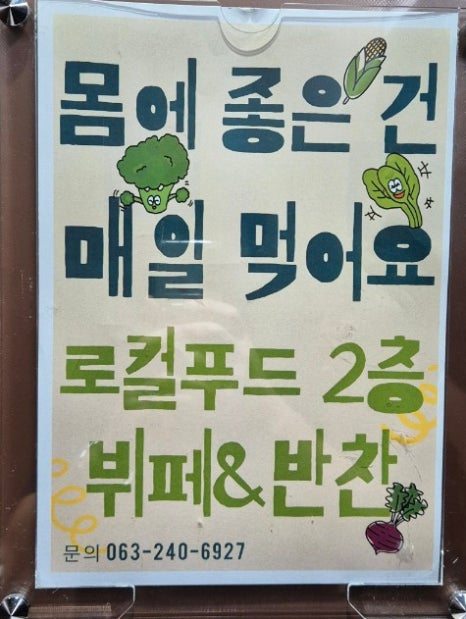 몸에 좋은 건
매일 먹어요
로컬푸드 2층
뷔페&반찬
문의 063-240-6927